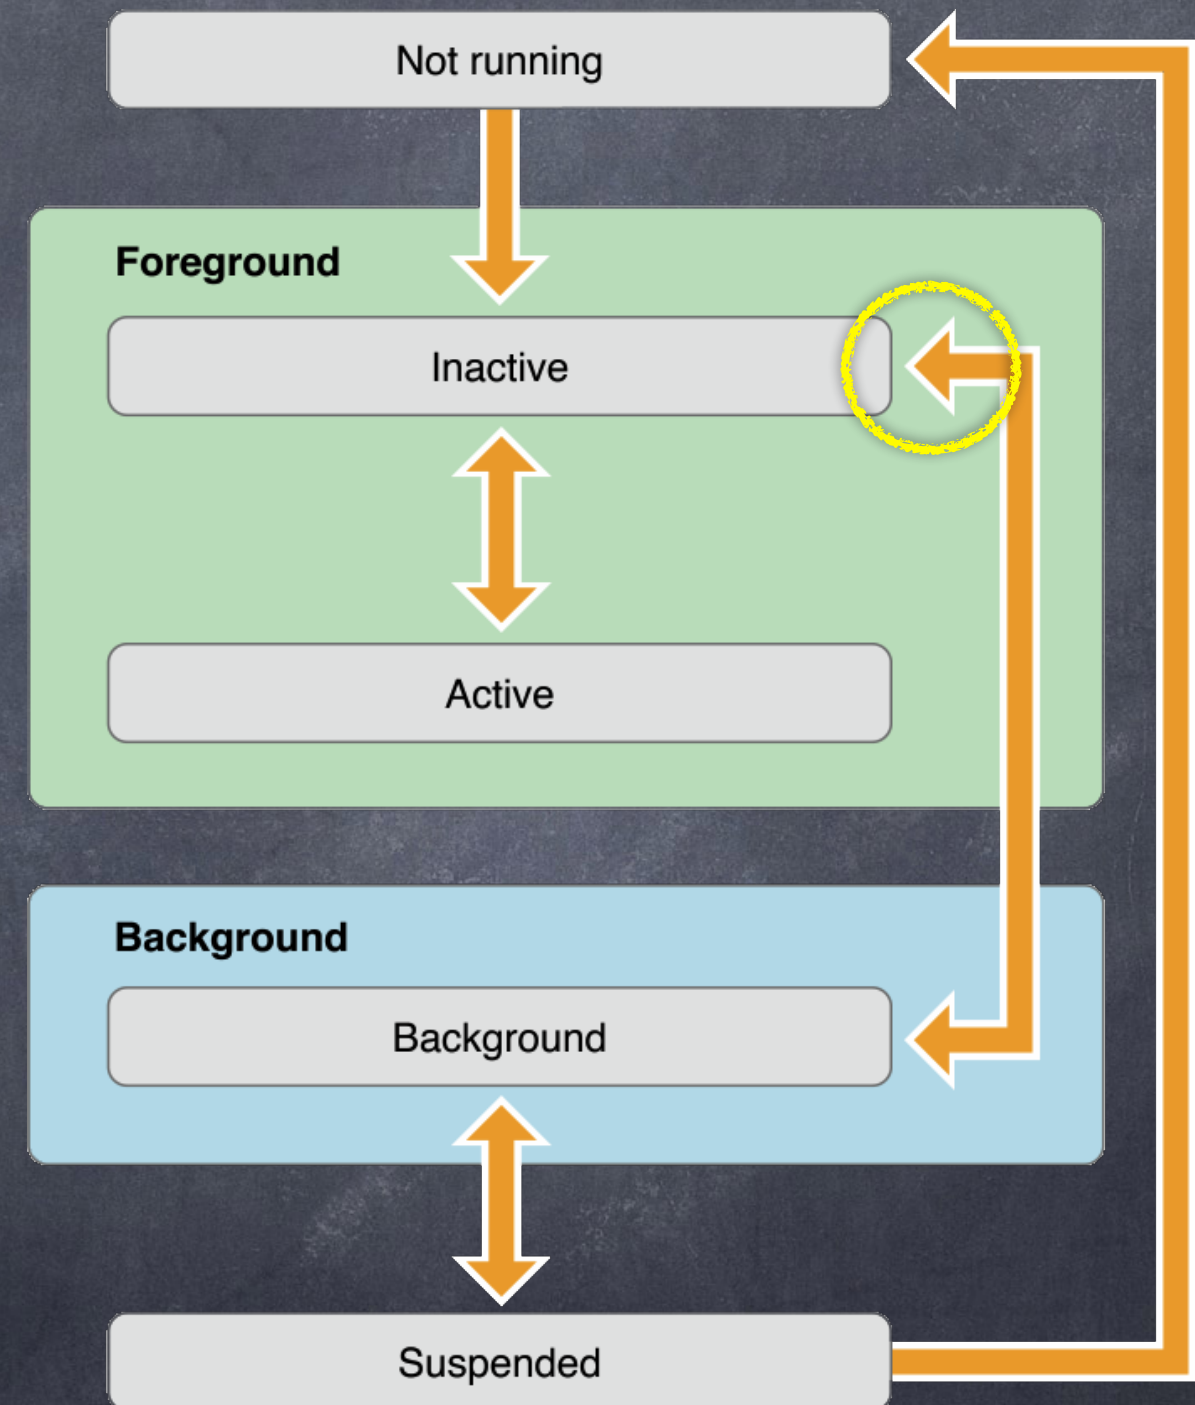 Not running
Foreground
Inactive
Active
Background
Background
Suspended